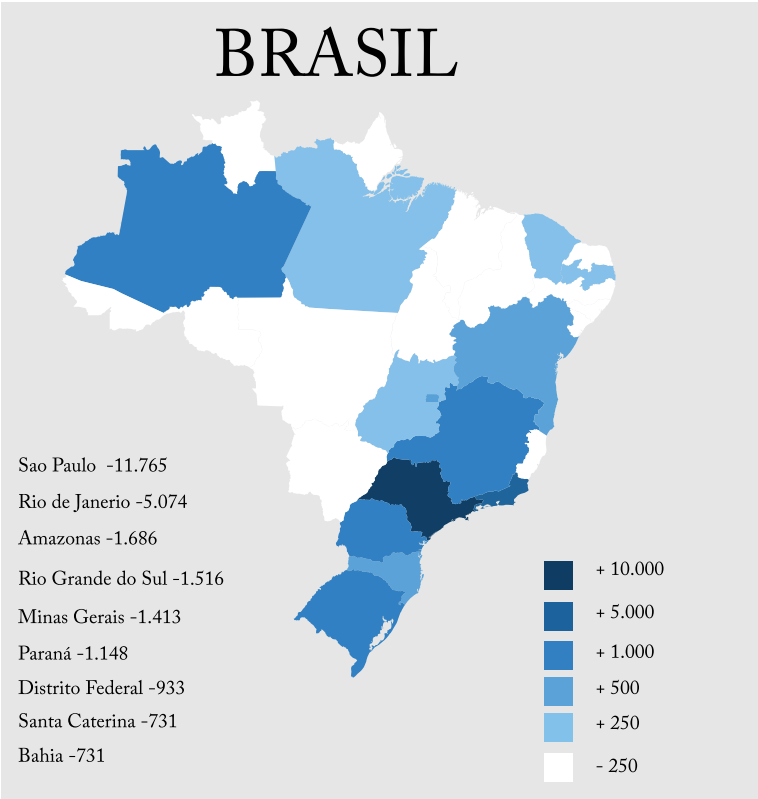 BRASIL
Sao Paulo -11.765
Rio de Janerio -5.074
Amazonas -1.686
Rio Grande do Sul -1.516
Minas Gerais -1.413
Paraná -1.148
Distrito Federal -933
Santa Caterina -731
Bahia -731
+ 10.000
+ 5.000
+ 1.000
+ 500
+ 250
- 250